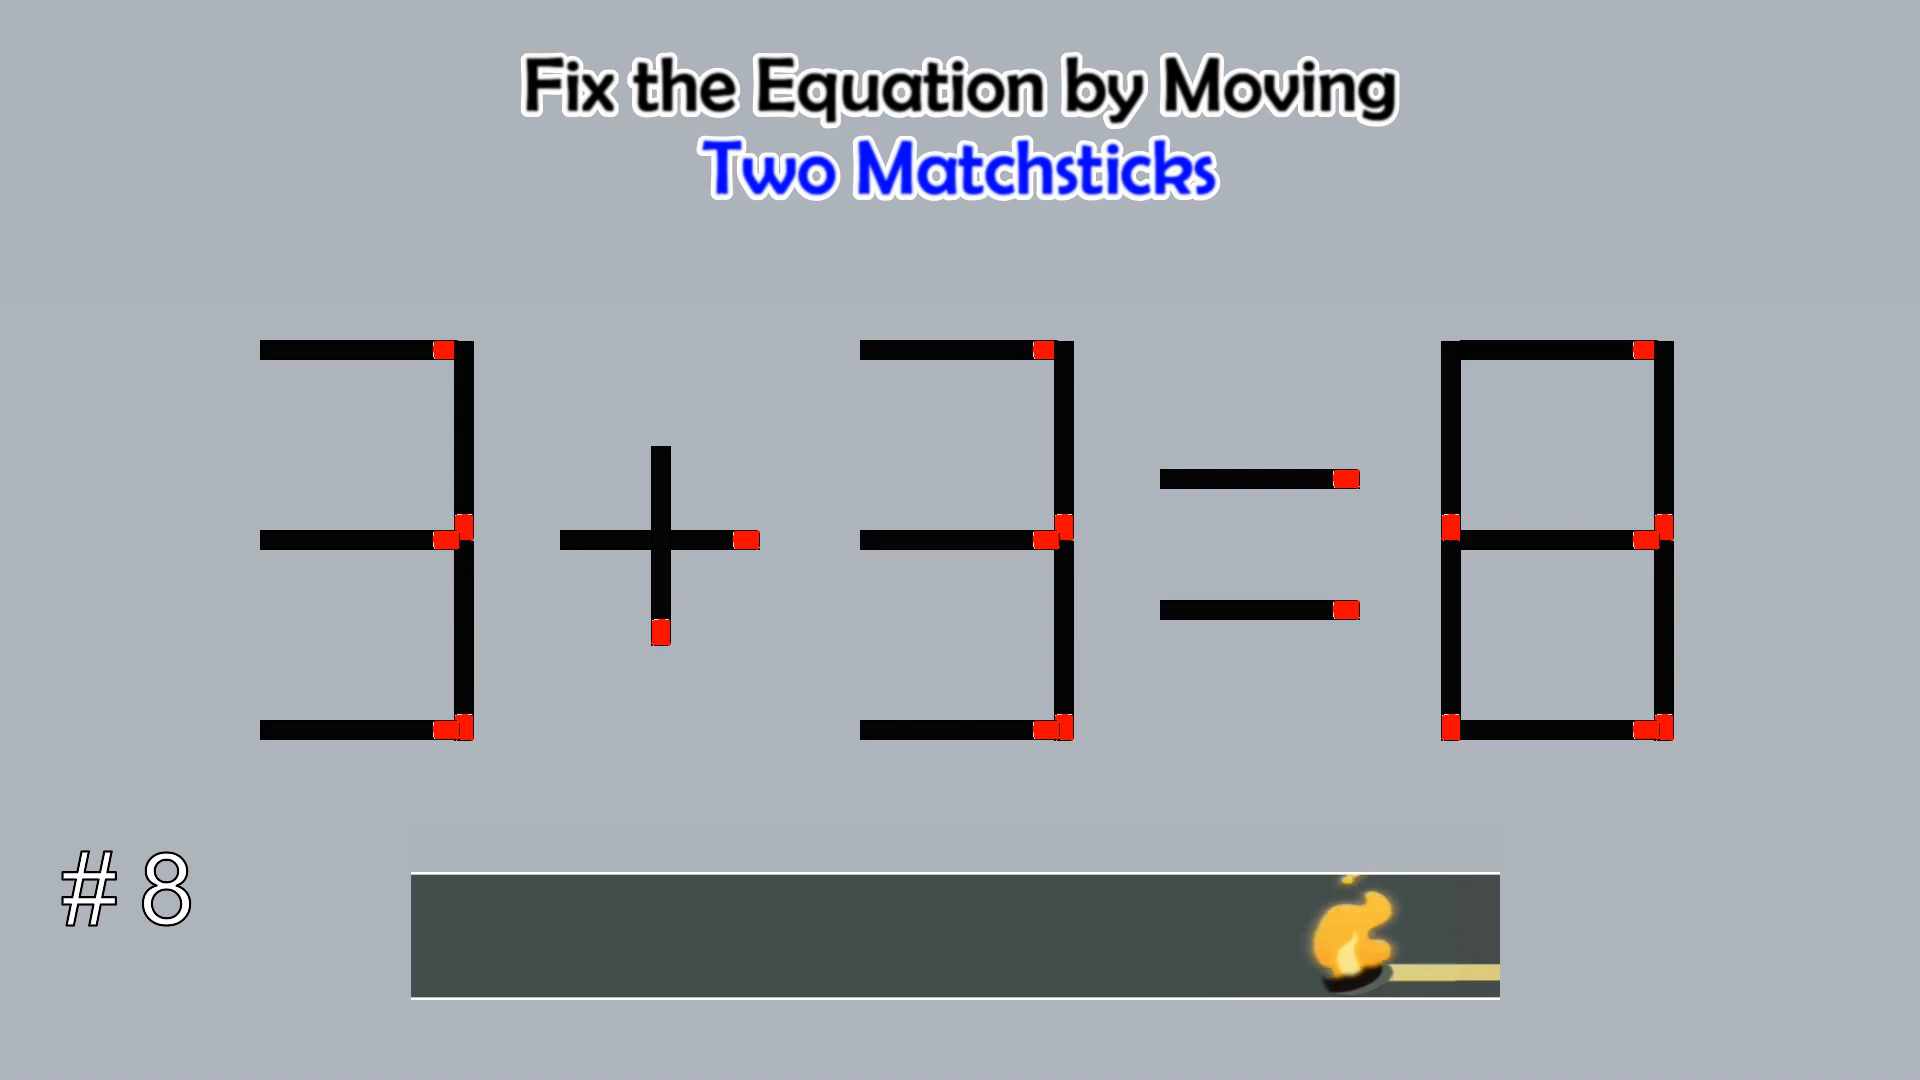 Fix the Equation by Moving
Two Matchsticks
3 + 3 = 8
# 8